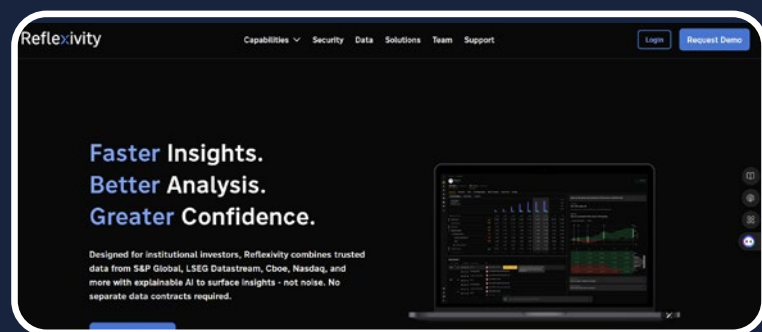 Reflexivity
Capabilities Security Data Solutions Team Support
Login
Request Demo
Faster Insights.
Better Analysis.
Greater Confidence.
Designed for institutional investors, Reflexivity combines trusted
data from S&P Global, LSEG Datastream, Cboe, Nasdaq, and
more with explainable AI to surface insights - not noise. No
separate data contracts required.